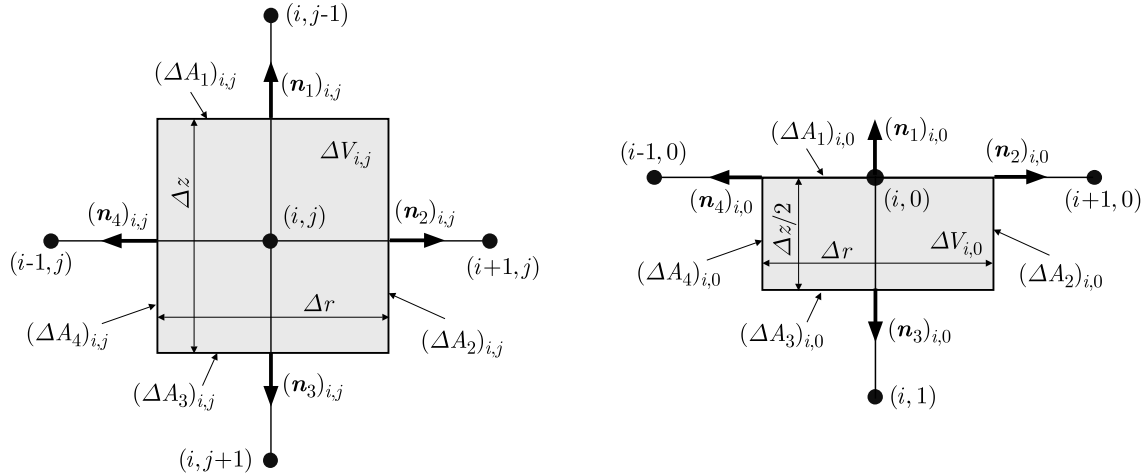 (i, j-1)
(ΔA₁)ᵢ,ⱼ
(n₁)ᵢ,ⱼ
ΔVᵢ,ⱼ
Δz
(n₄)ᵢ,ⱼ
(i, j)
(n₂)ᵢ,ⱼ
(i-1, j)
(i+1, j)
Δr
(ΔA₄)ᵢ,ⱼ
(ΔA₂)ᵢ,ⱼ
(ΔA₃)ᵢ,ⱼ
(n₃)ᵢ,ⱼ
(i, j+1)
(ΔA₁)ᵢ,₀
(n₁)ᵢ,₀
(i-1, 0)
(n₂)ᵢ,₀
(n₄)ᵢ,₀
(i, 0)
(i+1, 0)
Δz/2
Δr
ΔVᵢ,₀
(ΔA₄)ᵢ,₀
(ΔA₂)ᵢ,₀
(ΔA₃)ᵢ,₀
(n₃)ᵢ,₀
(i, 1)